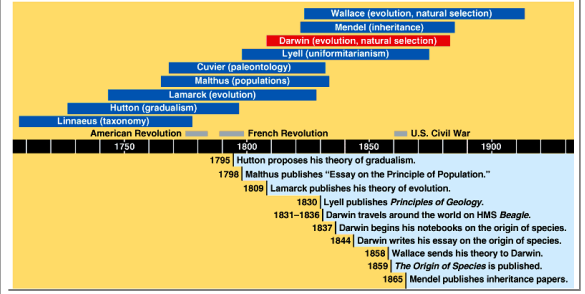 Wallace (evolution, natural selection)
Mendel (inheritance)
Darwin (evolution, natural selection)
Lyell (uniformitarianism)
Cuvier (paleontology)
Malthus (populations)
Lamarck (evolution)
Hutton (gradualism)
Linnaeus (taxonomy)
American Revolution French Revolution U.S. Civil War
1750 1800 1850 1900
1795 Hutton proposes his theory of gradualism.
1798 Malthus publishes “Essay on the Principle of Population.”
1809 Lamarck publishes his theory of evolution.
1830 Lyell publishes Principles of Geology.
1831–1836 Darwin travels around the world on HMS Beagle.
1837 Darwin begins his notebooks on the origin of species.
1844 Darwin writes his essay on the origin of species.
1858 Wallace sends his theory to Darwin.
1859 The Origin of Species is published.
1865 Mendel publishes inheritance papers.